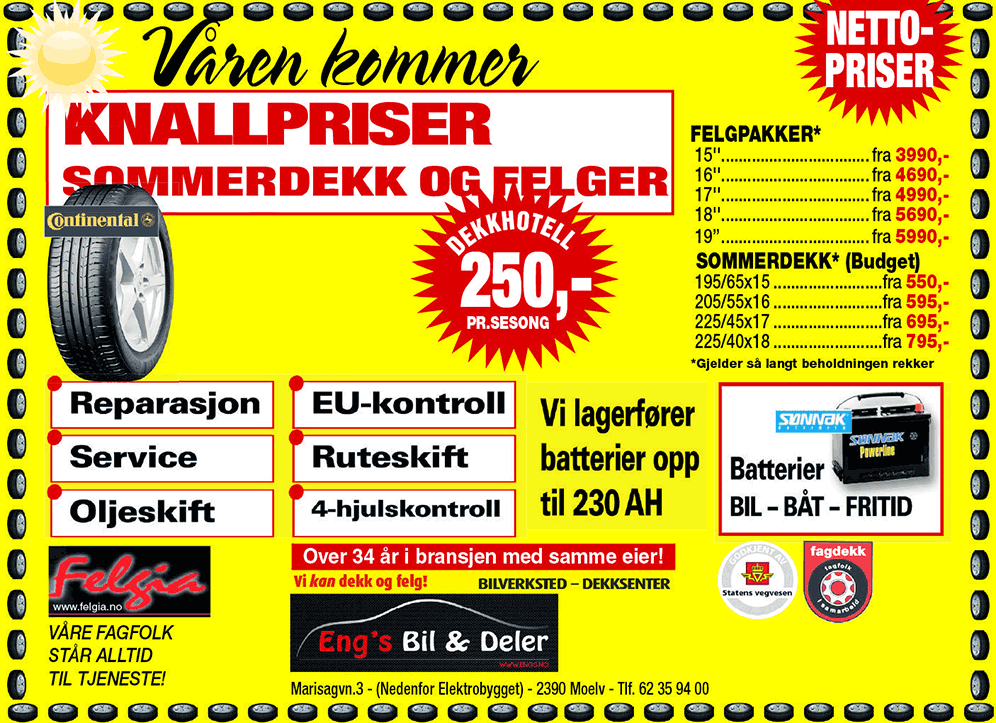 Våren kommer
NETTO-
PRISER
KNALLPRISER
SOMMERDEKK OG FELGER
Continental
DEKKHOTELL
250,-
PR.SESONG
FELGPAKKER*
15"..................................fra 3990,-
16"..................................fra 4690,-
17"..................................fra 4990,-
18"..................................fra 5690,-
19”..................................fra 5990,-
SOMMERDEKK* (Budget)
195/65x15 .........................fra 550,-
205/55x16 .........................fra 595,-
225/45x17 .........................fra 695,-
225/40x18 .........................fra 795,-
*Gjelder så langt beholdningen rekker
Reparasjon
Service
Oljeskift
EU-kontroll
Ruteskift
4-hjulskontroll
Vi lagerfører
batterier opp
til 230 AH
SØNNAK
batterier
SØNNAK
Powerline
Batterier
BIL – BÅT – FRITID
Felgia
www.felgia.no
VÅRE FAGFOLK
STÅR ALLTID
TIL TJENESTE!
Over 34 år i bransjen med samme eier!
Vi kan dekk og felg!
BILVERKSTED – DEKKSENTER
Eng's Bil & Deler
WWW.ENGS.NO
Marisagvn.3 - (Nedenfor Elektrobygget) - 2390 Moelv - Tlf. 62 35 94 00
GODKJENT AV
Statens vegvesen
fagdekk
fagfolk
i samarbeid